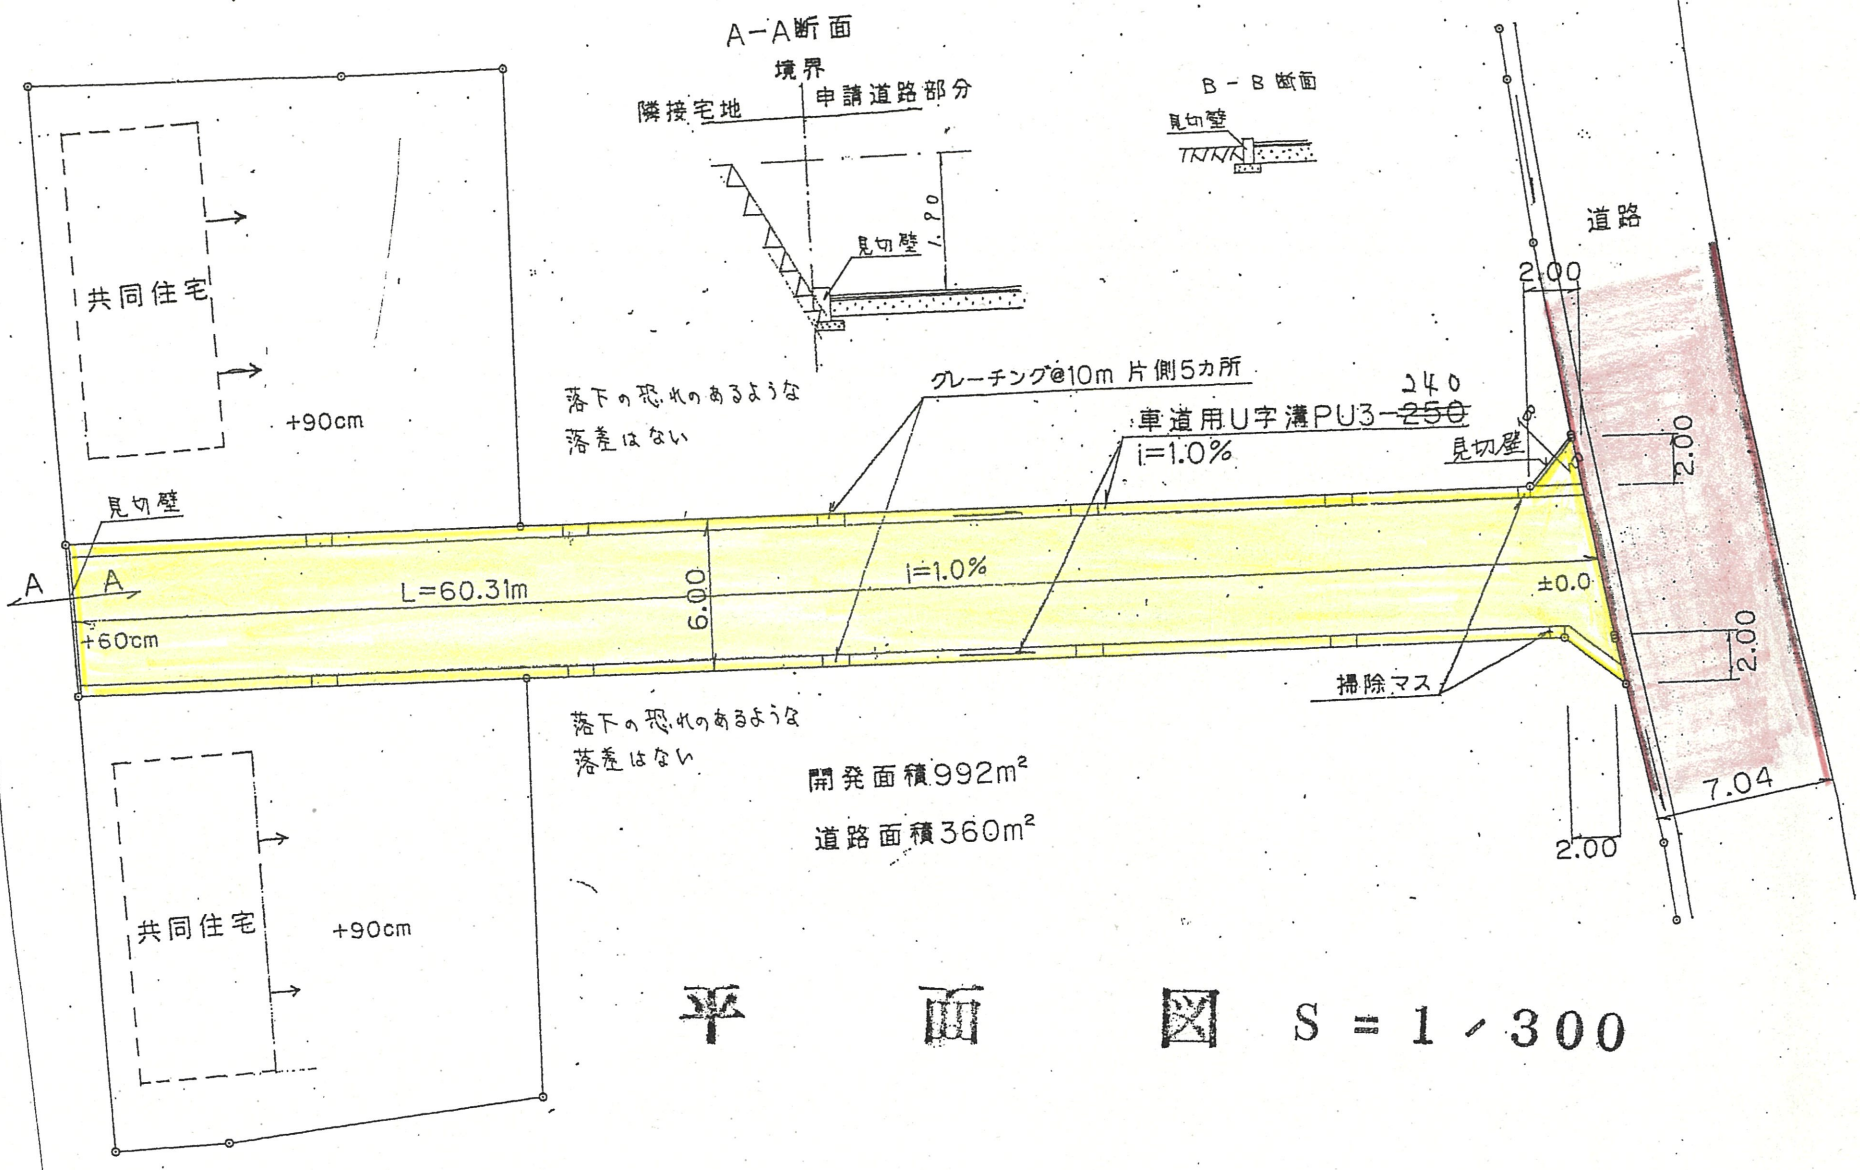 A-A断面
境界
隣接宅地 申請道路部分
見切壁
1.90
B-B断面
見切壁
道路
2.00
共同住宅
+90cm
落下の恐れのあるような
落差はない
グレーチング@10m 片側5カ所
240
車道用U字溝PU3-250
i=1.0%
見切壁
2.00
見切壁
A A
L=60.31m
6.00
i=1.0%
±0.0
+60cm
2.00
掃除マス
落下の恐れのあるような
落差はない
開発面積992m²
道路面積360m²
7.04
2.00
共同住宅
+90cm
平面図 S=1/300